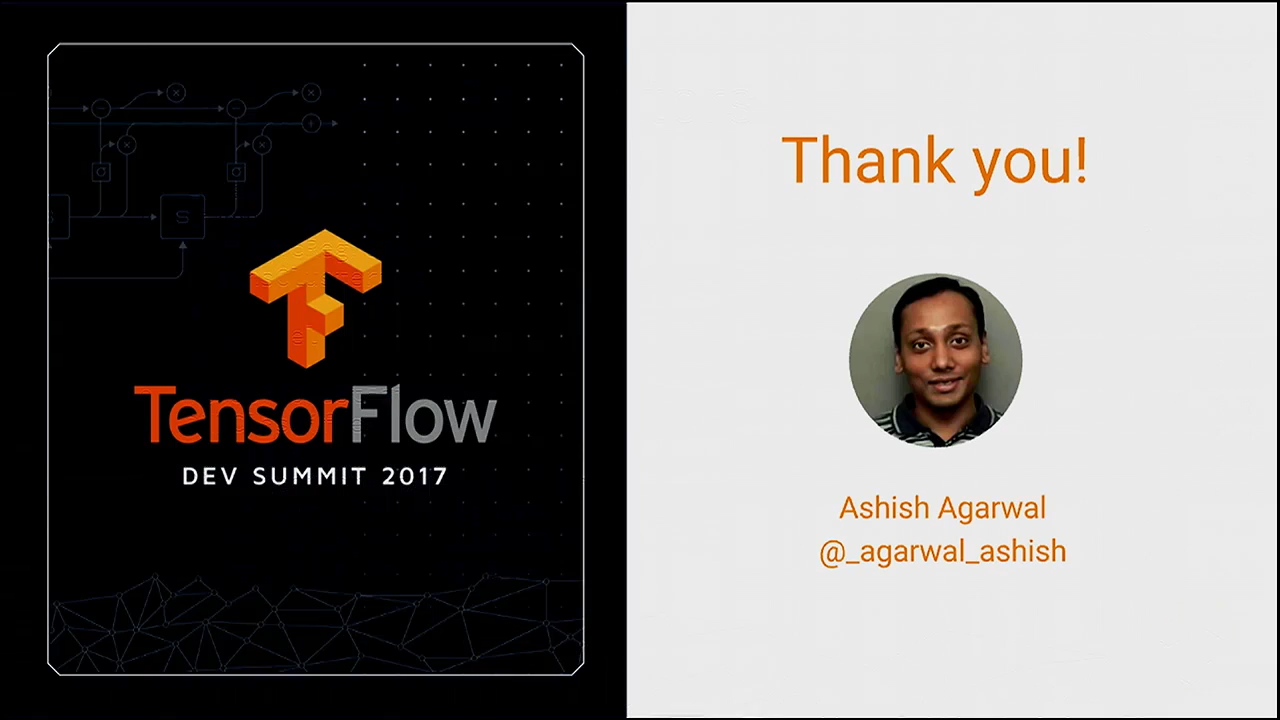 TensorFlow
DEV SUMMIT 2017
Thank you!
Ashish Agarwal
@_agarwal_ashish